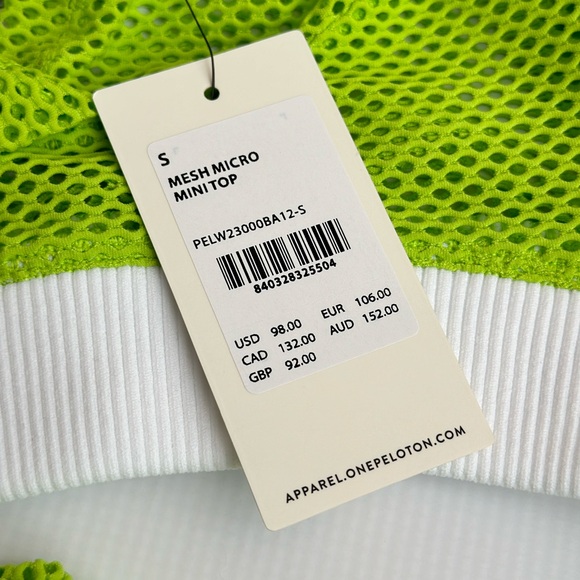 S
MESH MICRO
MINI TOP
PELW23000BA12-S
840328325504
USD 98.00 EUR 106.00
CAD 132.00 AUD 152.00
GBP 92.00
APPAREL.ONEPELOTON.COM